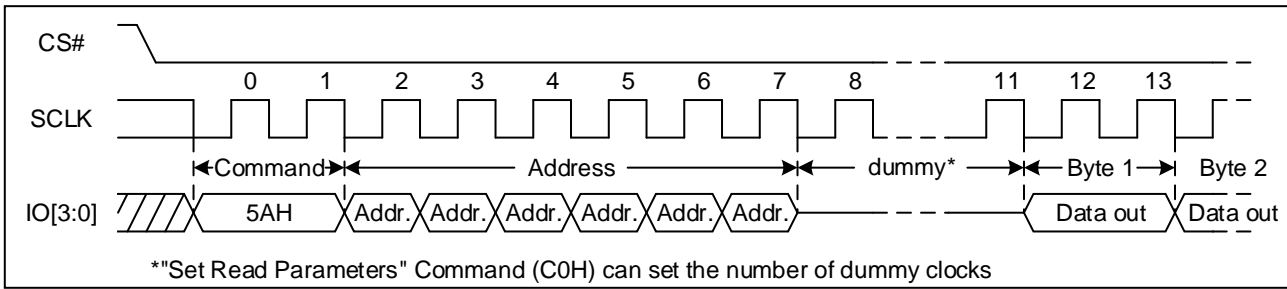 CS#
0 1 2 3 4 5 6 7 8 11 12 13
SCLK
Command Address dummy* Byte 1 Byte 2
IO[3:0] 5AH Addr. Addr. Addr. Addr. Addr. Addr. Data out Data out
*"Set Read Parameters" Command (C0H) can set the number of dummy clocks